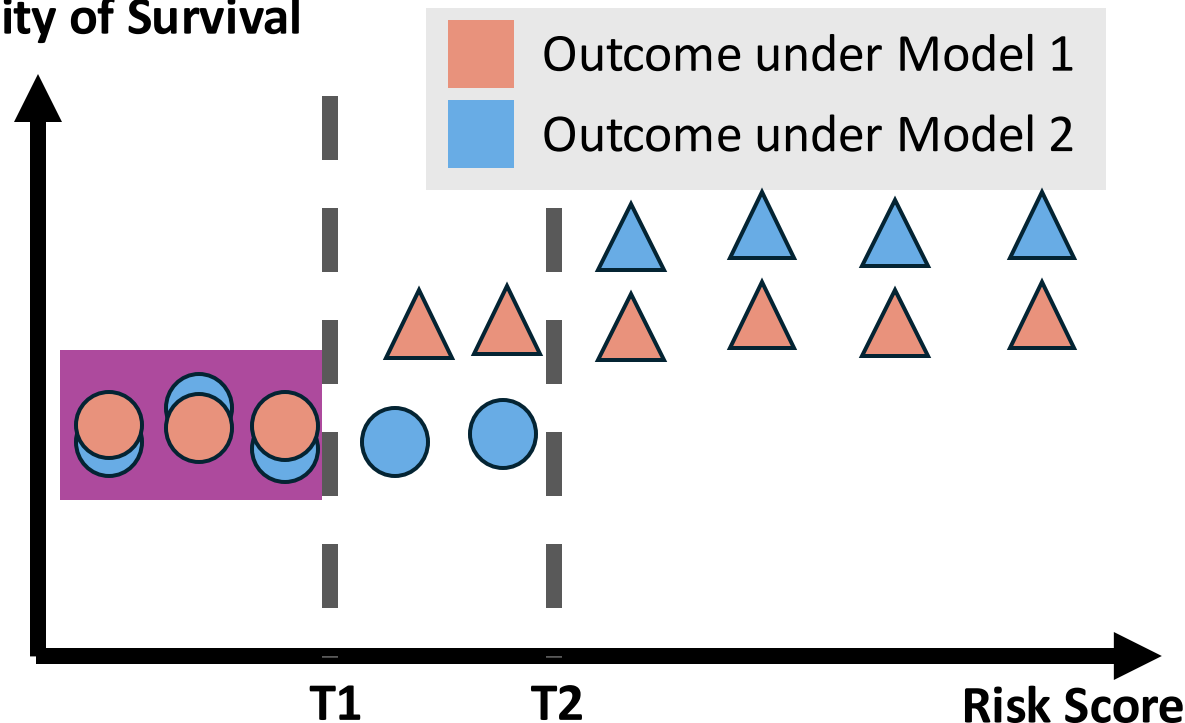 ity of Survival
Outcome under Model 1
Outcome under Model 2
T1
T2
Risk Score